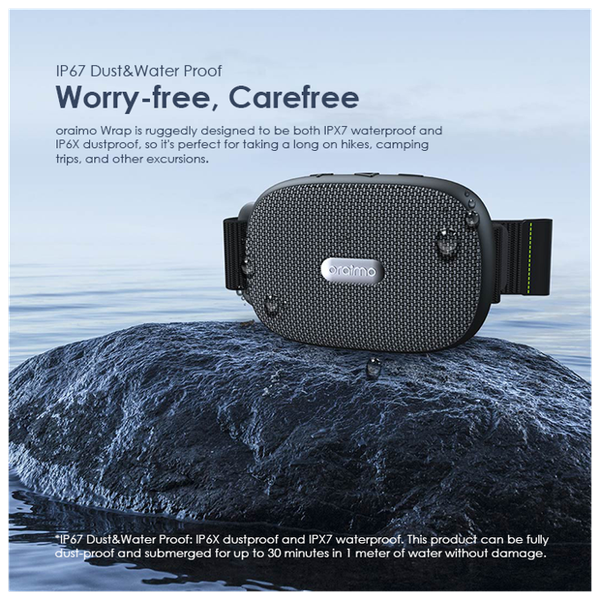 IP67 Dust&Water Proof
Worry-free, Carefree
oraimo Wrap is ruggedly designed to be both IPX7 waterproof and
IP6X dustproof, so it's perfect for taking a long on hikes, camping
trips, and other excursions.
oraimo
*IP67 Dust&Water Proof: IP6X dustproof and IPX7 waterproof. This product can be fully
dust-proof and submerged for up to 30 minutes in 1 meter of water without damage.